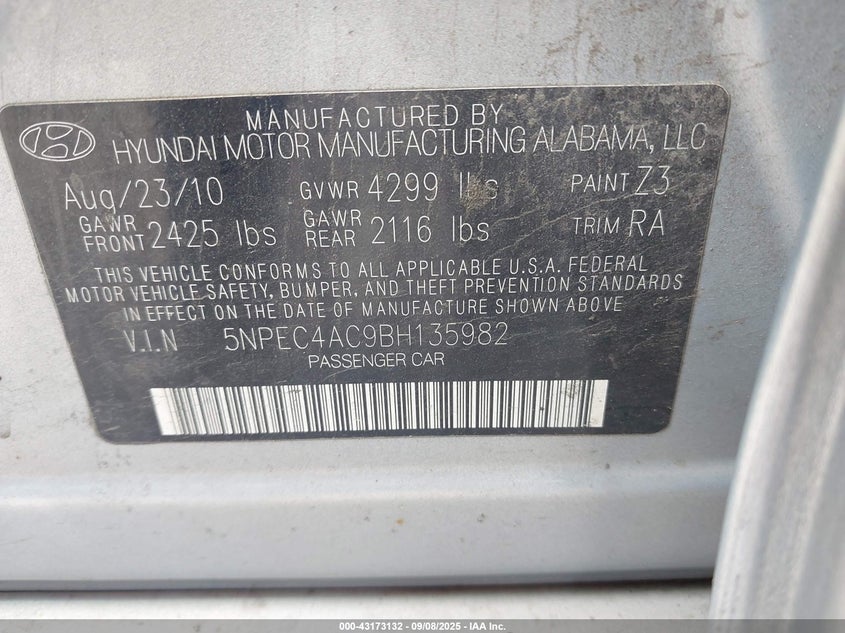 MANUFACTURED BY
HYUNDAI MOTOR MANUFACTURING ALABAMA, LLC
Aug/23/10 GVWR 4299 lbs PAINT Z3
GAWR FRONT 2425 lbs GAWR REAR 2116 lbs TRIM RA
THIS VEHICLE CONFORMS TO ALL APPLICABLE U.S.A. FEDERAL
MOTOR VEHICLE SAFETY, BUMPER, AND THEFT PREVENTION STANDARDS
IN EFFECT ON THE DATE OF MANUFACTURE SHOWN ABOVE
V.I.N 5NPEC4AC9BH135982
PASSENGER CAR
000-43173132 - 09/08/2025 - IAA Inc.